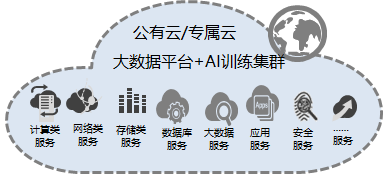 公有云/专属云
大数据平台+AI训练集群
Apps
计算类 网络类 存储类 数据库 大数据 应用 安全 ......
服务 服务 服务 服务 服务 服务 服务 服务